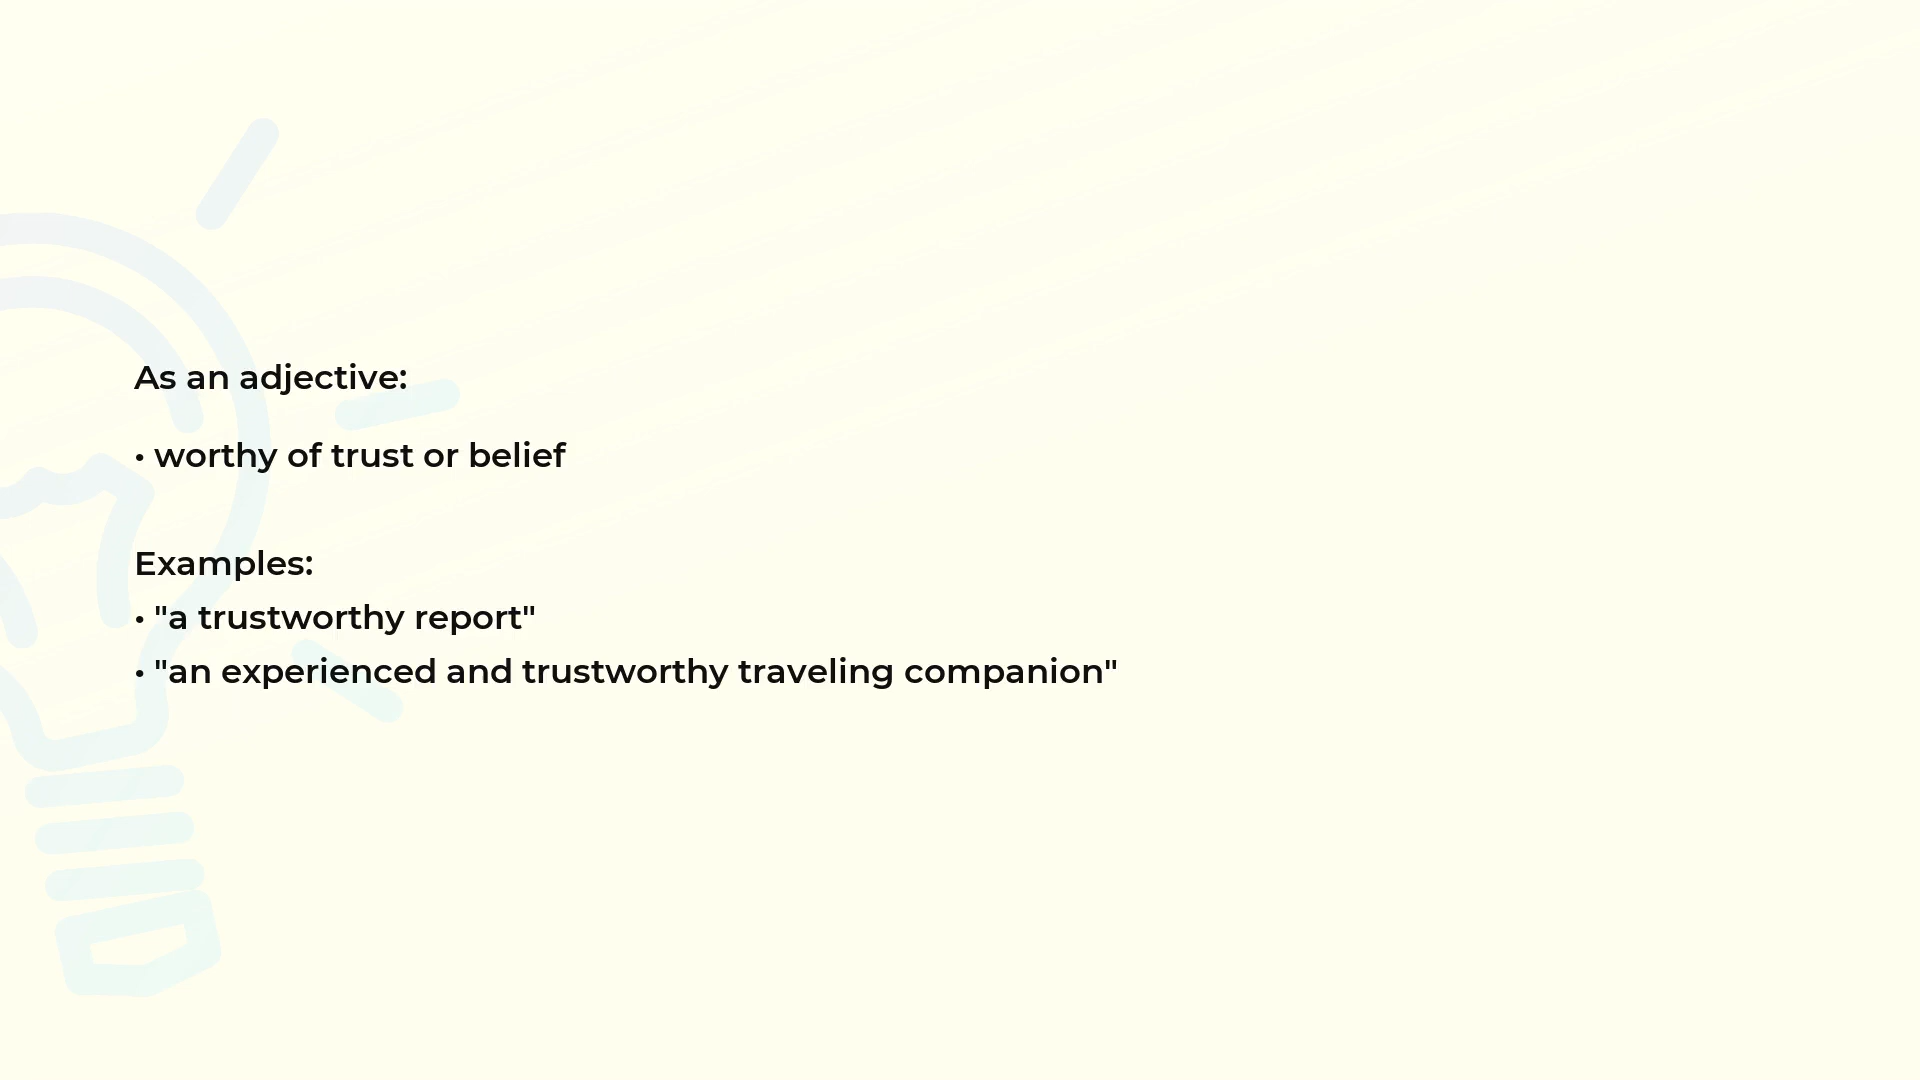 As an adjective:
• worthy of trust or belief
Examples:
• "a trustworthy report"
• "an experienced and trustworthy traveling companion"